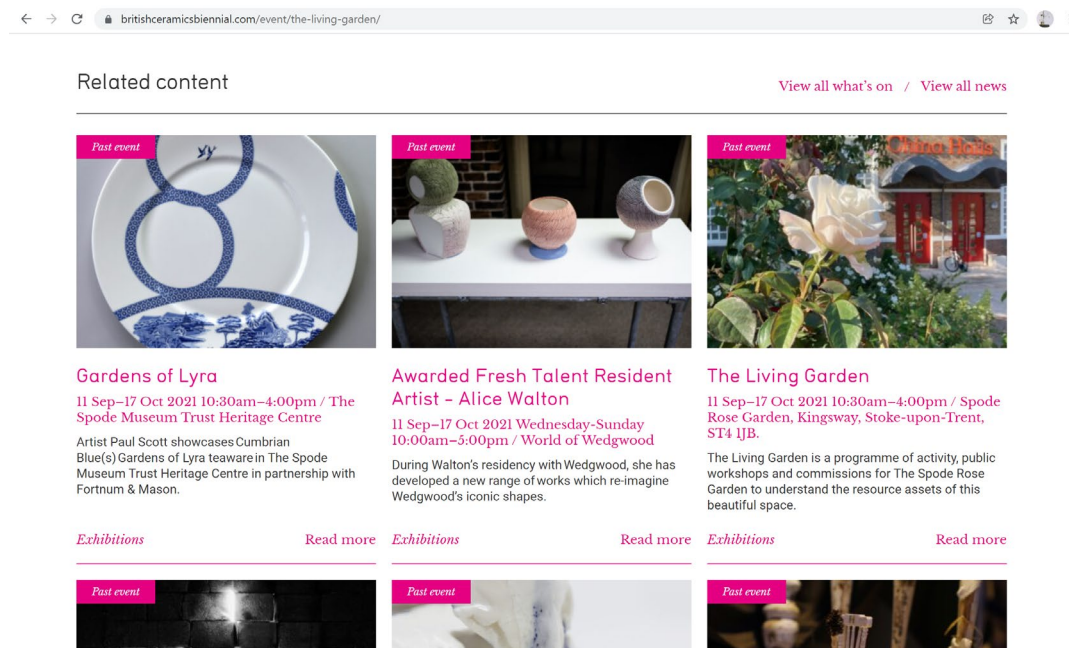 britishceramicsbiennial.com/event/the-living-garden/
Related content
View all what's on / View all news
Past event
Past event
Past event
China Halls
Gardens of Lyra
11 Sep–17 Oct 2021 10:30am–4:00pm / The
Spode Museum Trust Heritage Centre
Artist Paul Scott showcases Cumbrian
Blue(s) Gardens of Lyra teaware in The Spode
Museum Trust Heritage Centre in partnership with
Fortnum & Mason.
Exhibitions
Read more
Awarded Fresh Talent Resident
Artist – Alice Walton
11 Sep–17 Oct 2021 Wednesday-Sunday
10:00am–5:00pm / World of Wedgwood
During Walton's residency with Wedgwood, she has
developed a new range of works which re-imagine
Wedgwood's iconic shapes.
Exhibitions
Read more
The Living Garden
11 Sep–17 Oct 2021 10:30am–4:00pm / Spode
Rose Garden, Kingsway, Stoke-upon-Trent,
ST4 1JB.
The Living Garden is a programme of activity, public
workshops and commissions for The Spode Rose
Garden to understand the resource assets of this
beautiful space.
Exhibitions
Read more
Past event
Past event
Past event